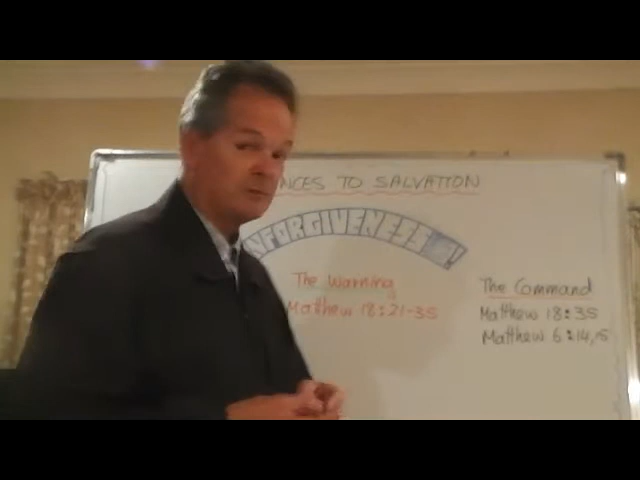 NCES TO SALVATION
NFORGIVENESS !
The Warning
Matthew 18:21-35
The Command
Matthew 18:35
Matthew 6:14,15